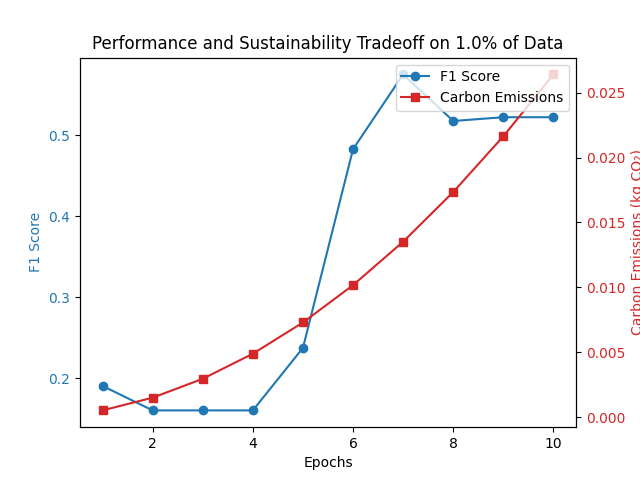 Performance and Sustainability Tradeoff on 1.0% of Data
F1 Score
Carbon Emissions
0.5
0.4
0.3
0.2
F1 Score
0.025
0.020
0.015
0.010
0.005
0.000
Carbon Emissions (kg CO₂)
2
4
6
8
10
Epochs